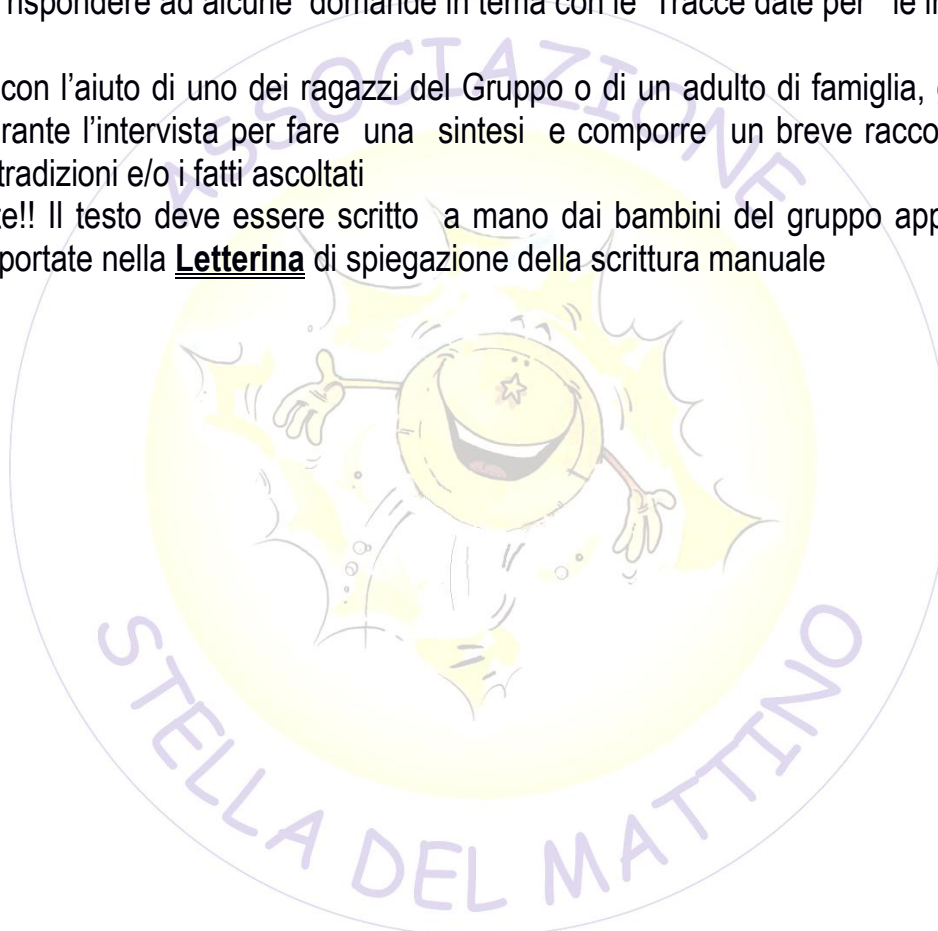 rispondere ad alcune domande in tema con le Tracce date per le in
con l’aiuto di uno dei ragazzi del Gruppo o di un adulto di famiglia,
rante l’intervista per fare una sintesi e comporre un breve racco
tradizioni e/o i fatti ascoltati
te!! Il testo deve essere scritto a mano dai bambini del gruppo app
portate nella Letterina di spiegazione della scrittura manuale
ASSOCIAZIONE
STELLA DEL MATTINO